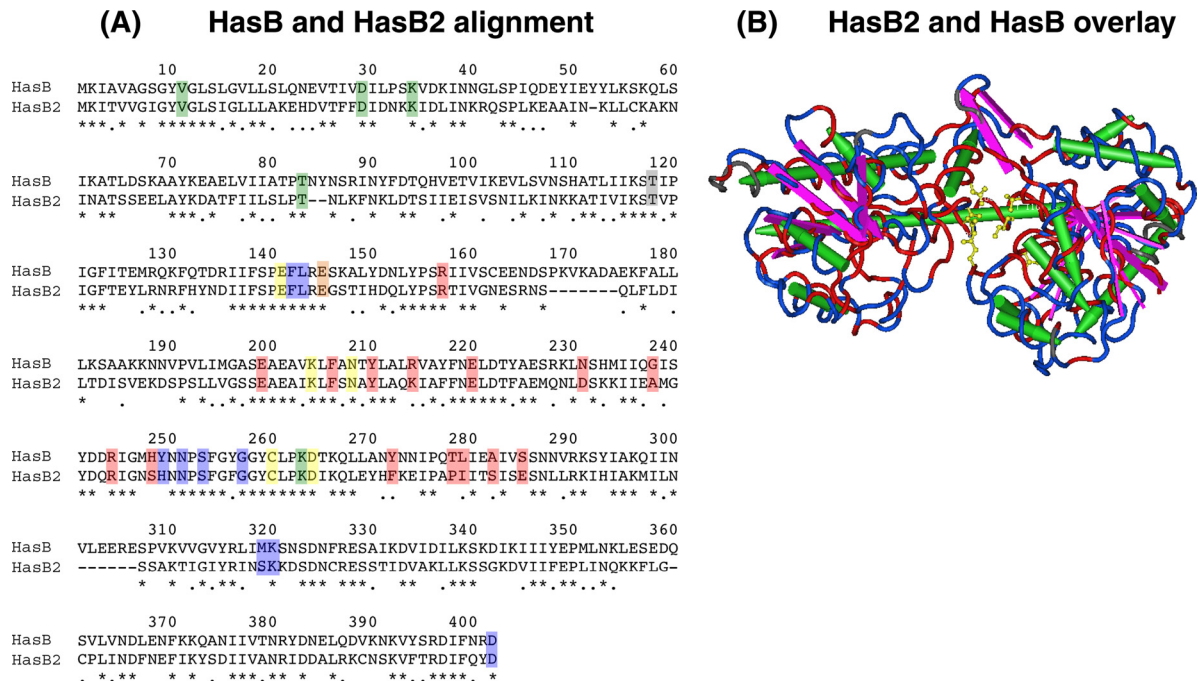 (A) HasB and HasB2 alignment
10 20 30 40 50 60
HasB MKIAVAGSGYVGLSLGVLLSLQNEVTIVDILPSKVDKINNGLSPIQDEYIEYYLKSKQLS
HasB2 MKITVVGIGYVGLSIGLLLAKEHDVTFFDIDNKKIDLINKRQSPLKEAAIN-KLLCKAKN
70 80 90 100 110 120
HasB IKATLDSKAAYKEAELVIIATPTNYNSRINYFDTQHVETVIKEVLSVNSHATLIIKSTIP
HasB2 INATSSEELAYKDATFIILSLPT--NLKFNKLDTSIIEISVSNILKINKKATIVIKSTVP
130 140 150 160 170 180
HasB IGFITEMRQKFQTDRIIFSPEFLRESKALYDNLYPSRIIVSCEENDSPKVKADAEKFALL
HasB2 IGFTEYLRNRFHYNDIIFSPEFLREGSTIHDQLYPSRTIVGNESRNS-------QLFLDI
190 200 210 220 230 240
HasB LKSAAKKNNVPVLIMGASEAEAVKLFANTYLALRVAYFNELDTYAESRKLNSHMIIQGIS
HasB2 LTDISVEKDSPSLLVGSSEAEAIKLFSNAYLAQKIAFFNELDTFAEMQNLDSKKIIEAMG
250 260 270 280 290 300
HasB YDDRIGMHYNNPSFGYGGYCLPKDTKQLLANYNNIPQTLIEAIVSSNNVRKSYIAKQIIN
HasB2 YDQRIGNSHNNPSFGFGGYCLPKDIKQLEYHFKEIPAPIITSISESNLLRKIHIAKMILN
310 320 330 340 350 360
HasB VLEERESPVKVVGVYRLIMKSNSDNFRESAIKDVIDILKSKDIKIIIYEPMLNKLESEDQ
HasB2 ------SSAKTIGIYRINSKKDSDNCRESSTIDVAKLLKSSGKDVIIFEPLINQKKFLG-
370 380 390 400
HasB SVLVNDLENFKKQANIIVTNRYDNELQDVKNKVYSRDIFNRD
HasB2 CPLINDFNEFIKYSDIIVANRIDDALRKCNSKVFTRDIFQYD
(B) HasB2 and HasB overlay